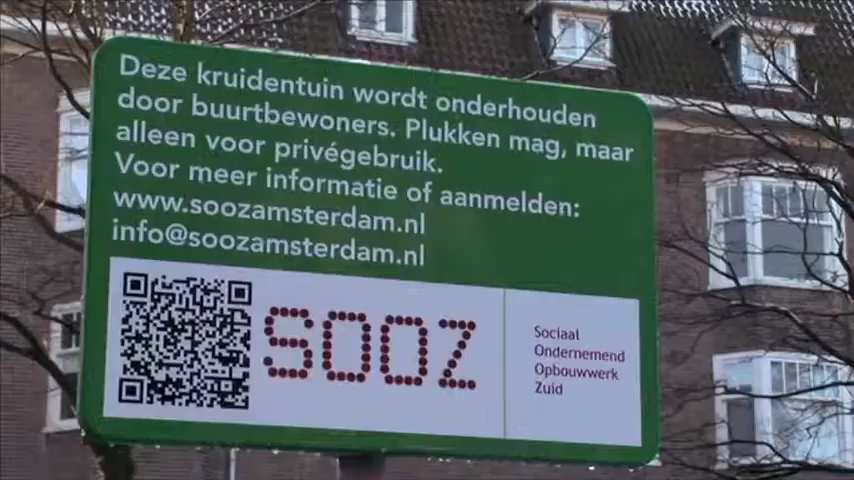 Deze kruidentuin wordt onderhouden
door buurtbewoners. Plukken mag, maar
alleen voor privégebruik.
Voor meer informatie of aanmelden:
www.soozamsterdam.nl
info@soozamsterdam.nl
SOOZ
Sociaal
Ondernemend
Opbouwwerk
Zuid